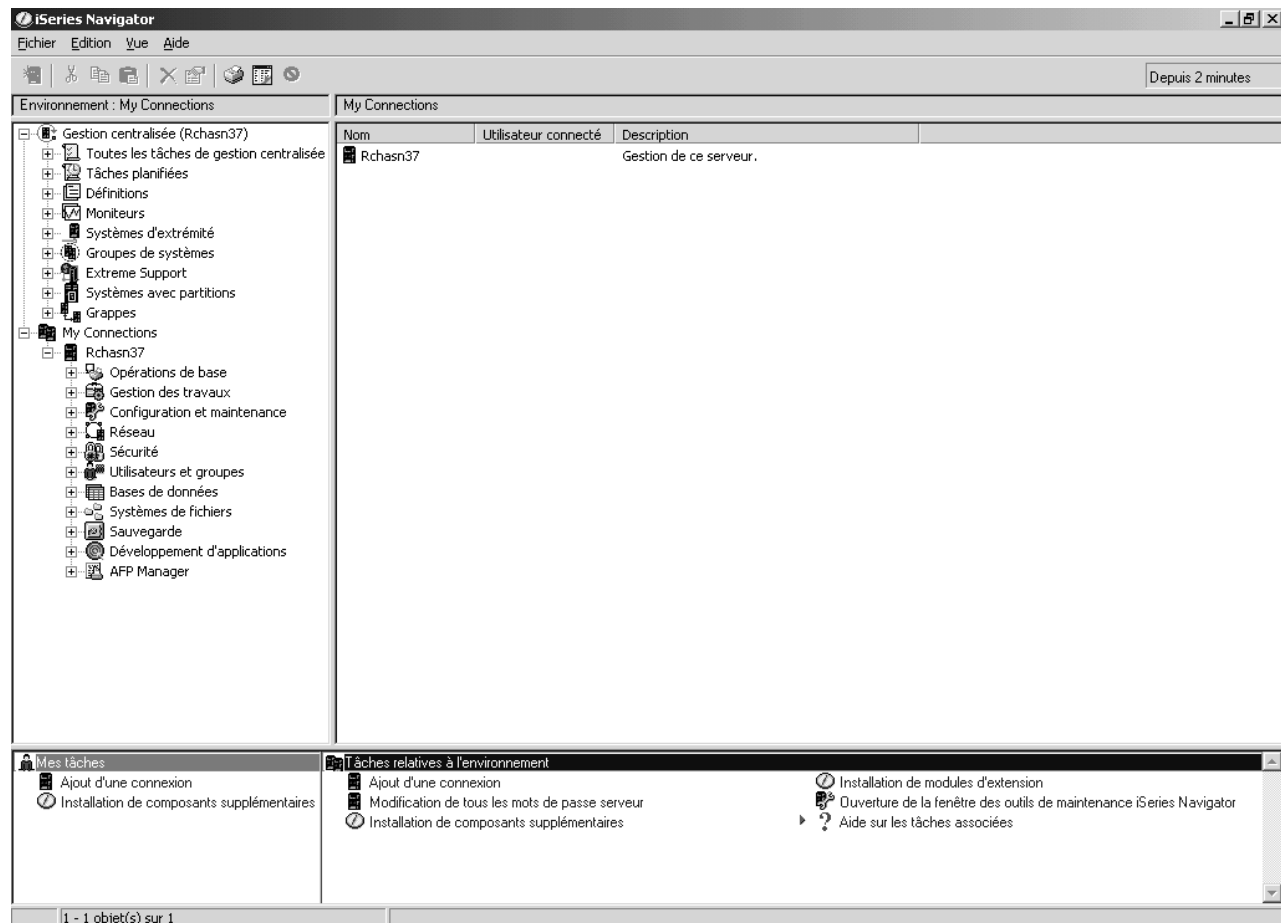 iSeries Navigator
Fichier Edition Vue Aide
Depuis 2 minutes
Environnement : My Connections
My Connections
Gestion centralisée (Rchasn37)
Toutes les tâches de gestion centralisée
Tâches planifiées
Définitions
Moniteurs
Systèmes d'extrémité
Groupes de systèmes
Extreme Support
Systèmes avec partitions
Grappes
My Connections
Rchasn37
Opérations de base
Gestion des travaux
Configuration et maintenance
Réseau
Sécurité
Utilisateurs et groupes
Bases de données
Systèmes de fichiers
Sauvegarde
Développement d'applications
AFP Manager
Nom Utilisateur connecté Description
Rchasn37 Gestion de ce serveur.
Mes tâches
Ajout d'une connexion
Installation de composants supplémentaires
Tâches relatives à l'environnement
Ajout d'une connexion
Modification de tous les mots de passe serveur
Installation de composants supplémentaires
Installation de modules d'extension
Ouverture de la fenêtre des outils de maintenance iSeries Navigator
Aide sur les tâches associées
1 - 1 objet(s) sur 1